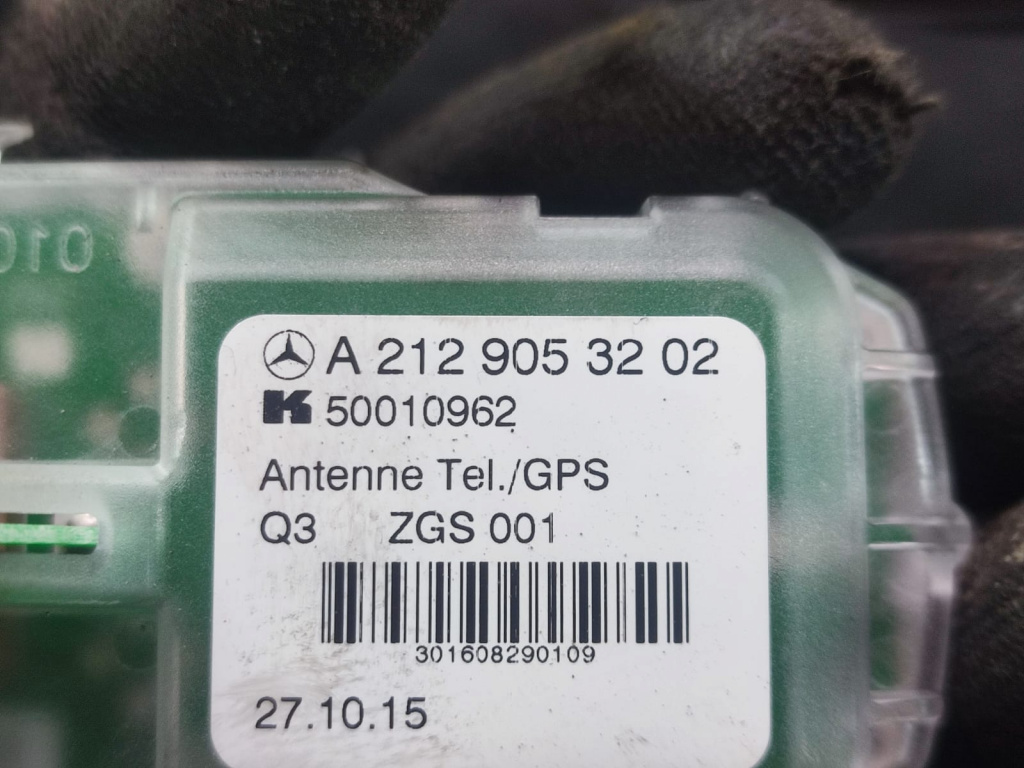 A 212 905 32 02
K 50010962
Antenne Tel./GPS
Q3 ZGS 001
301608290109
27.10.15